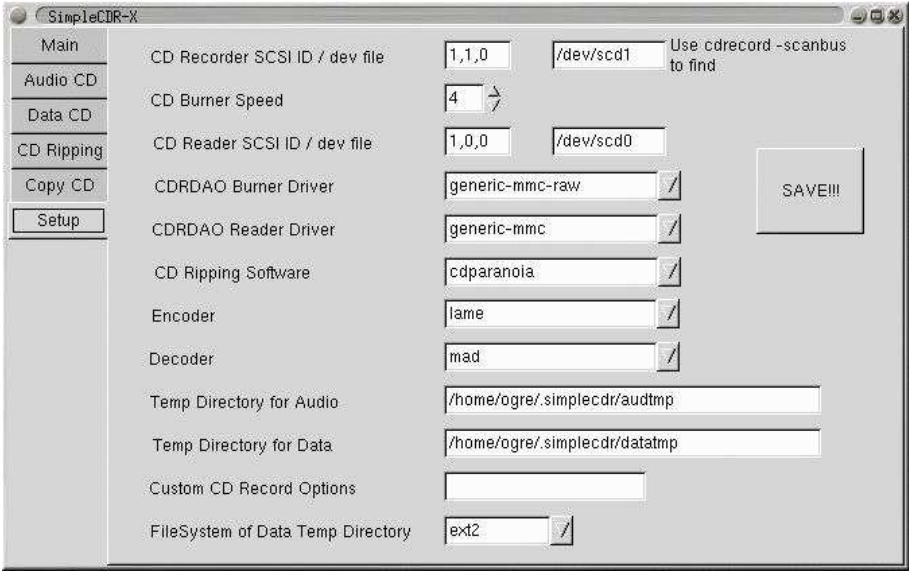 SimpleCDR-X
Main
Audio CD
Data CD
CD Ripping
Copy CD
Setup
CD Recorder SCSI ID / dev file 1,1,0 /dev/scd1 Use cdrecord -scanbus
to find
CD Burner Speed 4
CD Reader SCSI ID / dev file 1,0,0 /dev/scd0
CDRDAO Burner Driver generic-mmc-raw
SAVE!!!
CDRDAO Reader Driver generic-mmc
CD Ripping Software cdparanoia
Encoder lame
Decoder mad
Temp Directory for Audio /home/ogre/.simplecdr/audtmp
Temp Directory for Data /home/ogre/.simplecdr/datatmp
Custom CD Record Options
FileSystem of Data Temp Directory ext2